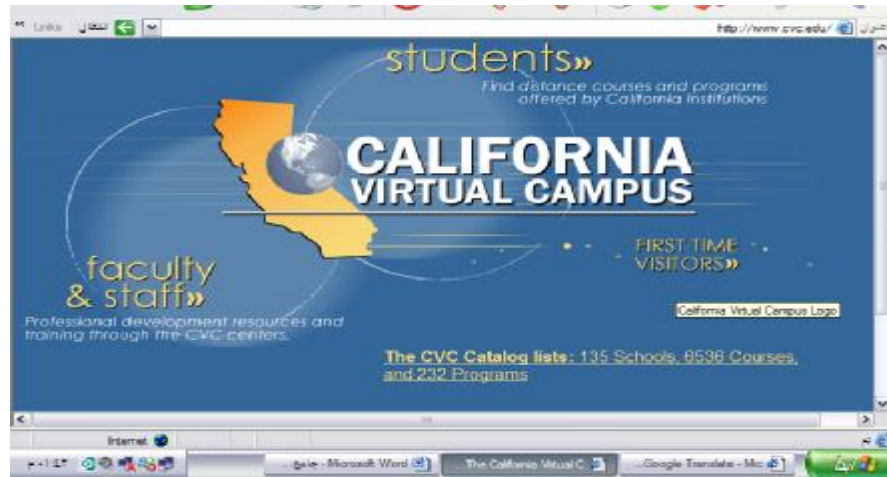 Links
انتقال
http://www.cvc.edu/
عنوان
students»
Find distance courses and programs
offered by California Institutions
CALIFORNIA
VIRTUAL CAMPUS
FIRST TIME
VISITORS»
faculty
& staff»
California Virtual Campus Logo
Professional development resources and
training through the CVC centers.
The CVC Catalog lists: 135 Schools, 6536 Courses,
and 232 Programs
Internet
- Microsoft Word
The California Virtual C...
Google Translate - Mic...